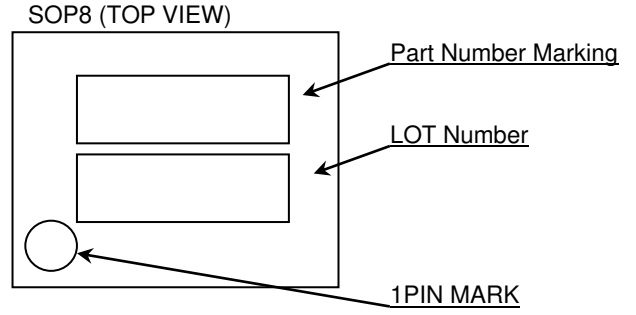 SOP8 (TOP VIEW)
Part Number Marking
LOT Number
1PIN MARK